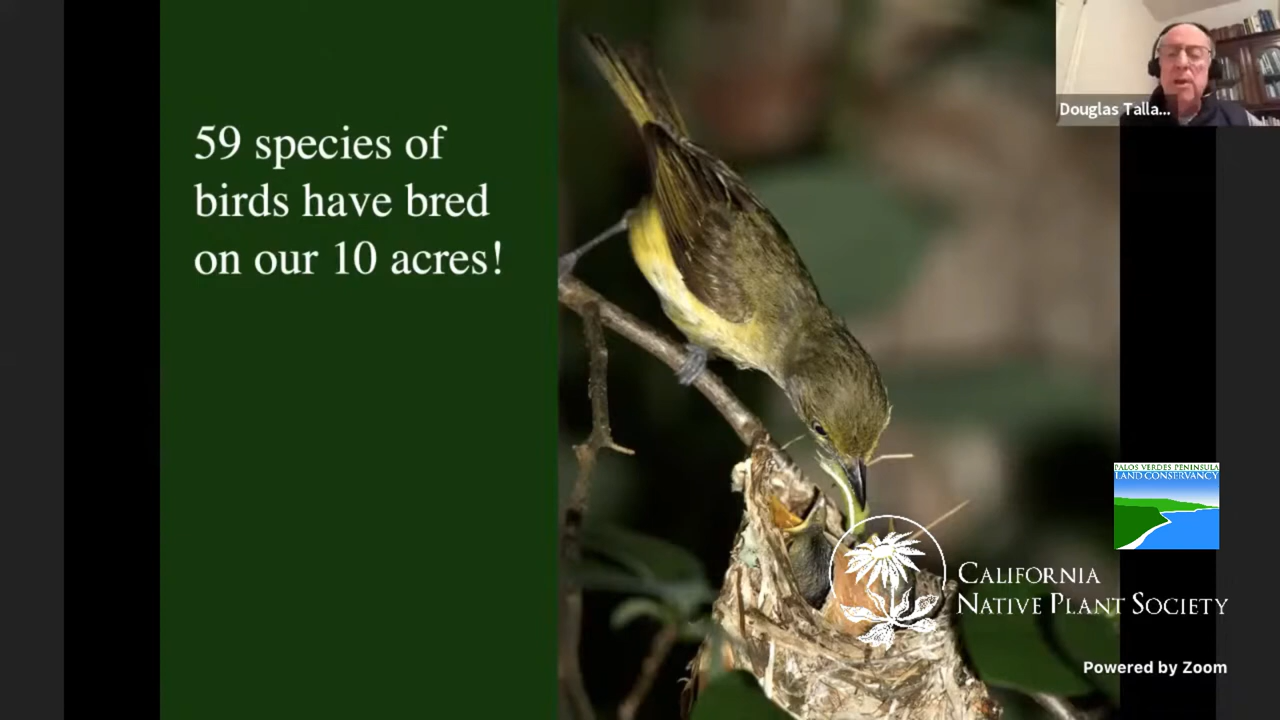 59 species of
birds have bred
on our 10 acres!
Douglas Talla...
PALOS VERDES PENINSULA
LAND CONSERVANCY
CALIFORNIA
NATIVE PLANT SOCIETY
Powered by Zoom